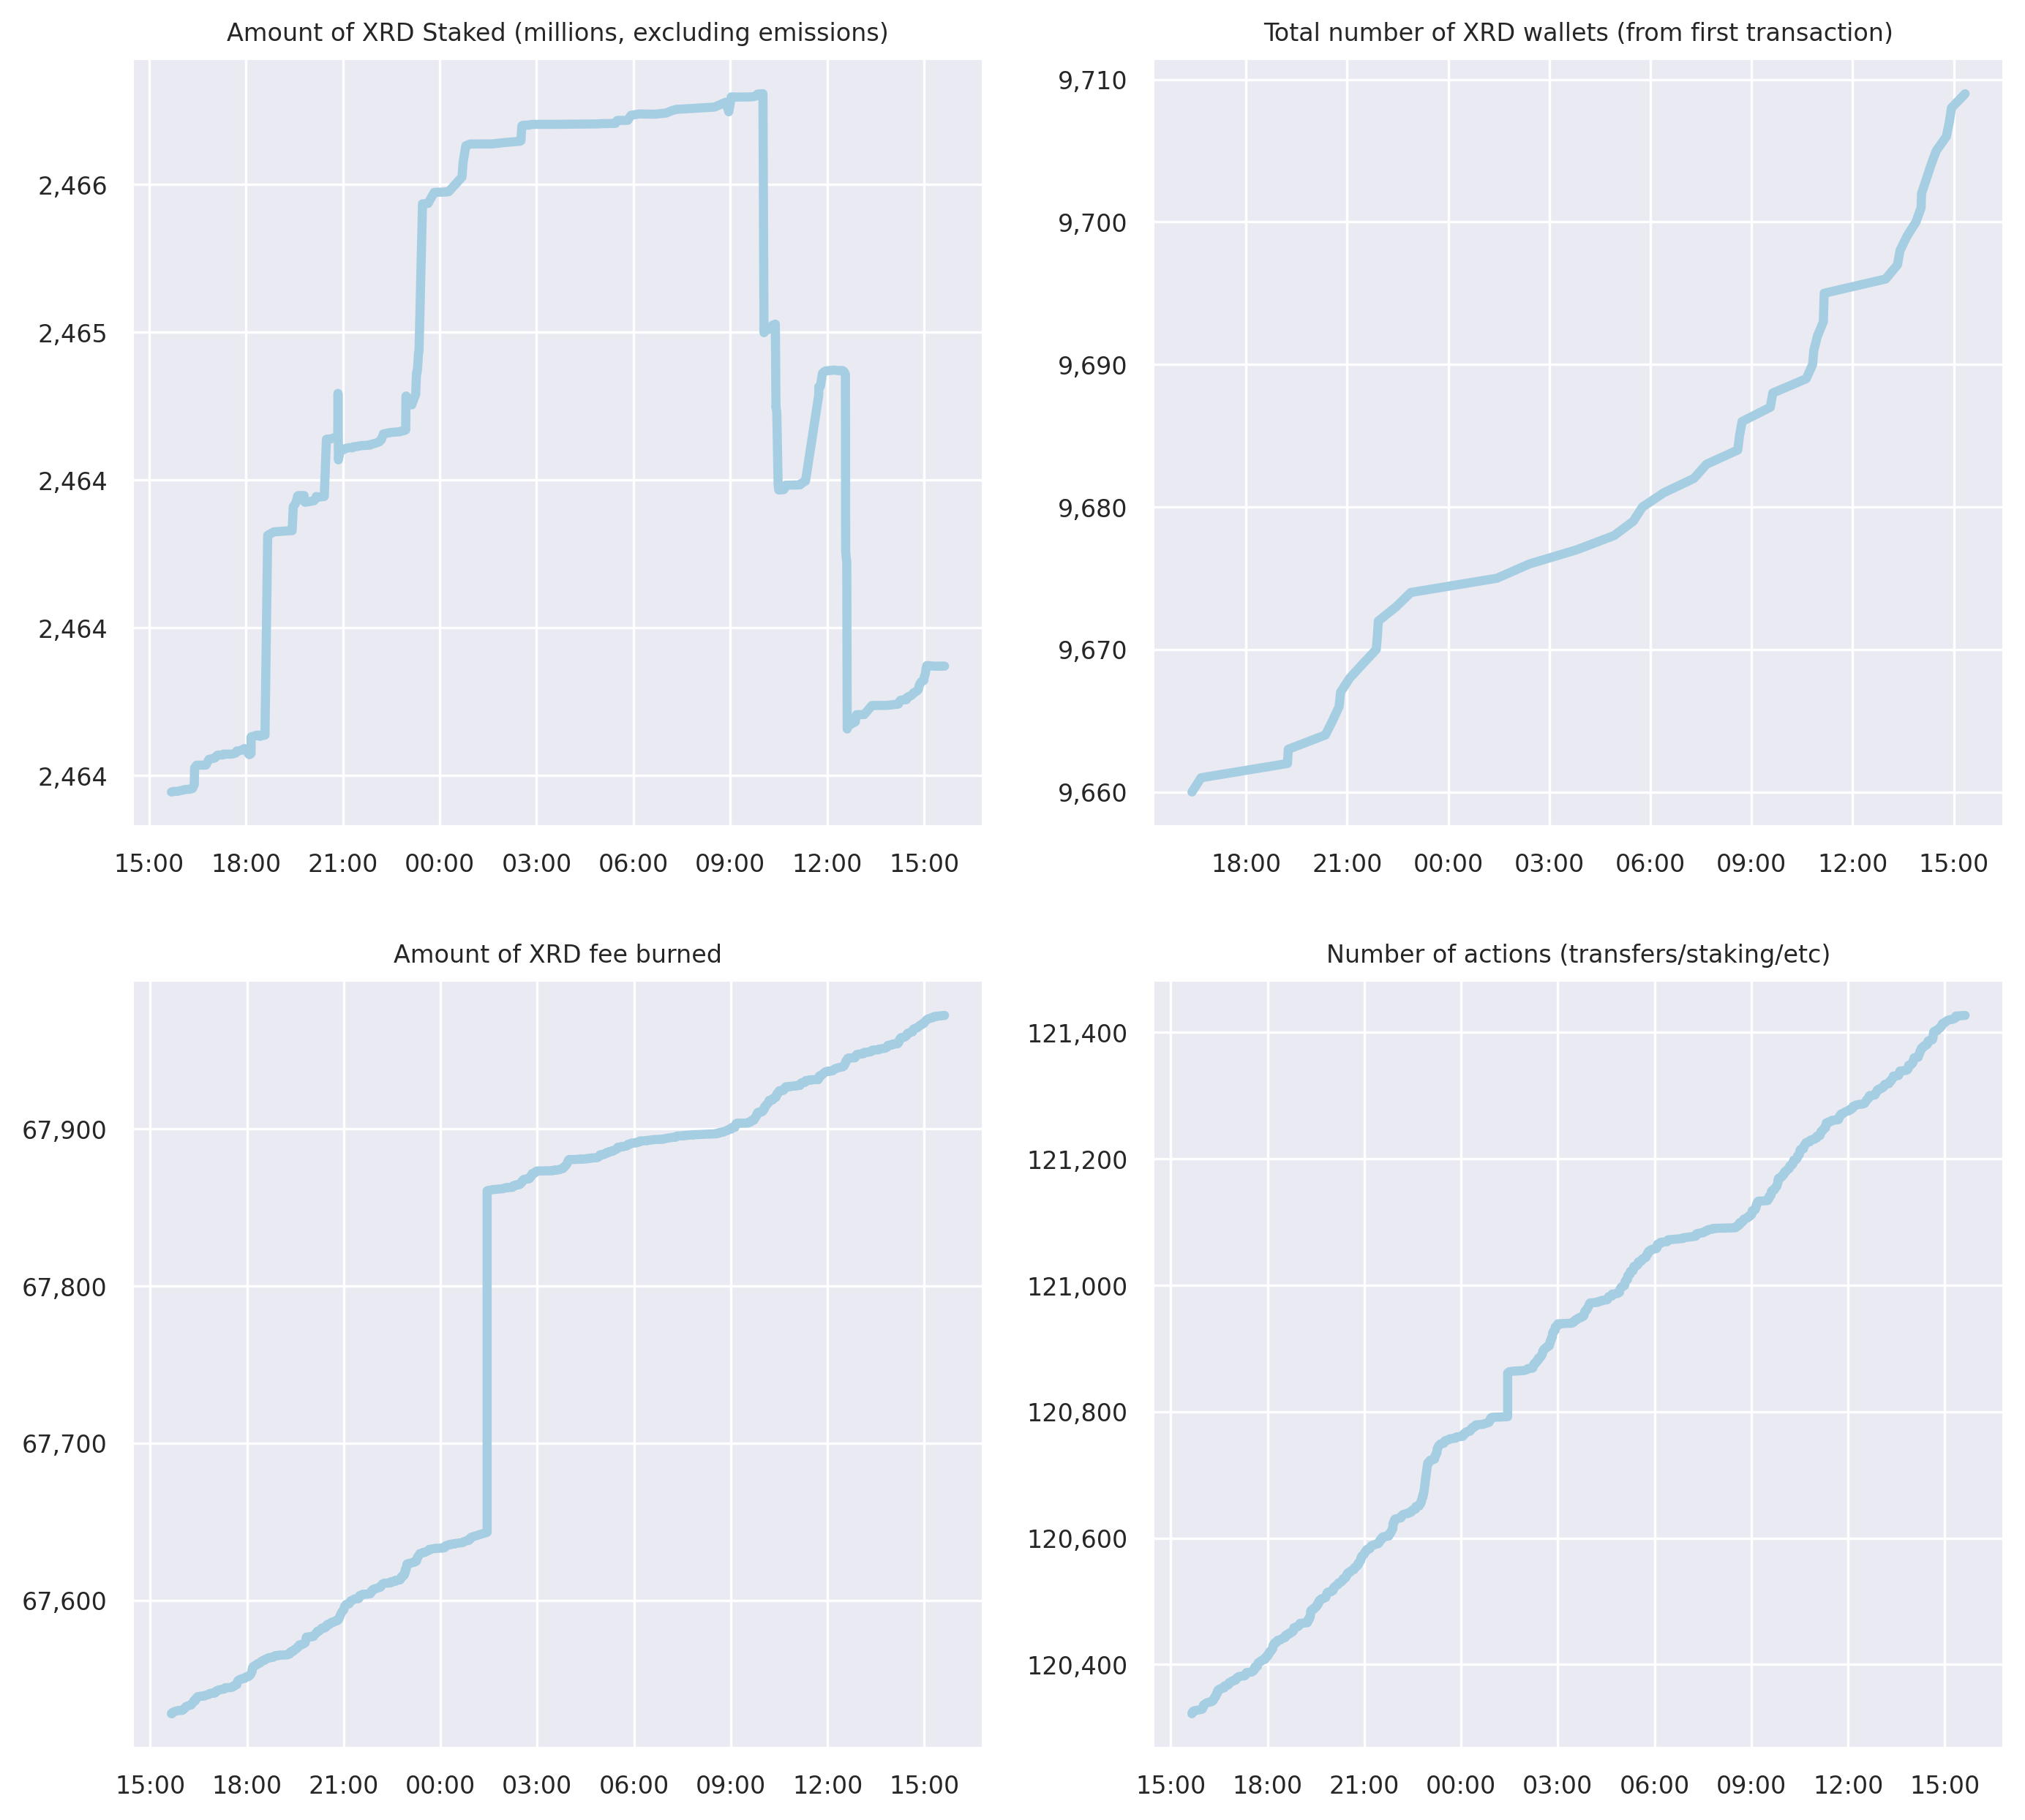 Amount of XRD Staked (millions, excluding emissions)
2,466
2,465
2,464
2,464
2,464
15:00 18:00 21:00 00:00 03:00 06:00 09:00 12:00 15:00
Total number of XRD wallets (from first transaction)
9,710
9,700
9,690
9,680
9,670
9,660
18:00 21:00 00:00 03:00 06:00 09:00 12:00 15:00
Amount of XRD fee burned
67,900
67,800
67,700
67,600
15:00 18:00 21:00 00:00 03:00 06:00 09:00 12:00 15:00
Number of actions (transfers/staking/etc)
121,400
121,200
121,000
120,800
120,600
120,400
15:00 18:00 21:00 00:00 03:00 06:00 09:00 12:00 15:00